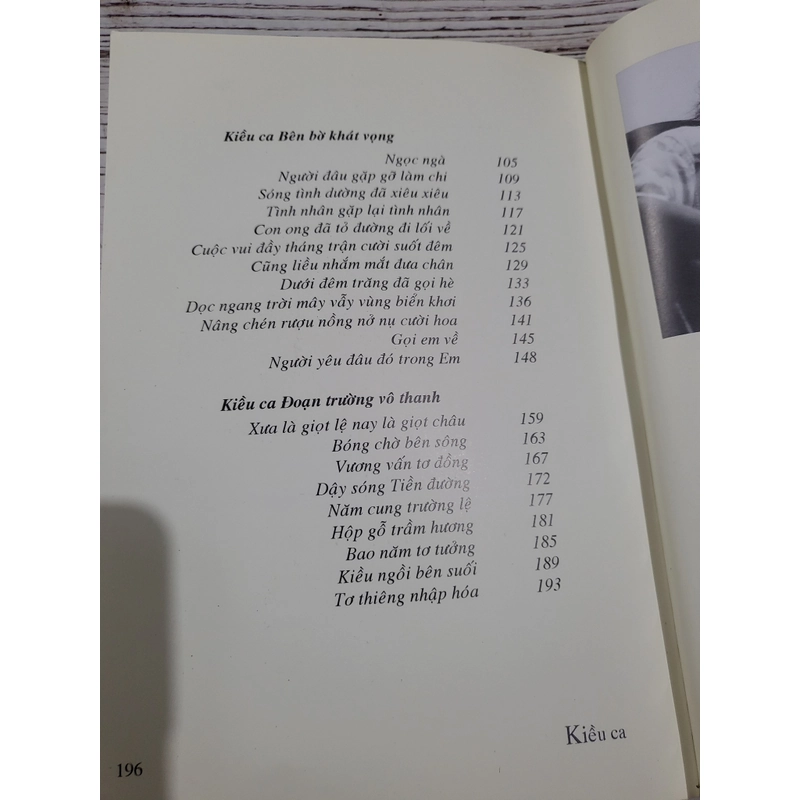 Kiều ca Bên bờ khát vọng
Ngọc ngà 105
Người đâu gặp gỡ làm chi 109
Sóng tình dường đã xiêu xiêu 113
Tình nhân gặp lại tình nhân 117
Con ong đã tỏ đường đi lối về 121
Cuộc vui đầy tháng trận cười suốt đêm 125
Cũng liều nhắm mắt đưa chân 129
Dưới đêm trăng đã gọi hè 133
Dọc ngang trời mây vẫy vùng biển khơi 136
Nâng chén rượu nồng nở nụ cười hoa 141
Gọi em về 145
Người yêu đâu đó trong Em 148
Kiều ca Đoạn trường vô thanh
Xưa là giọt lệ nay là giọt châu 159
Bóng chờ bên sông 163
Vương vấn tơ đồng 167
Dậy sóng Tiền đường 172
Năm cung trường lệ 177
Hộp gỗ trầm hương 181
Bao năm tơ tưởng 185
Kiều ngồi bên suối 189
Tơ thiêng nhập hóa 193
Kiều ca
196